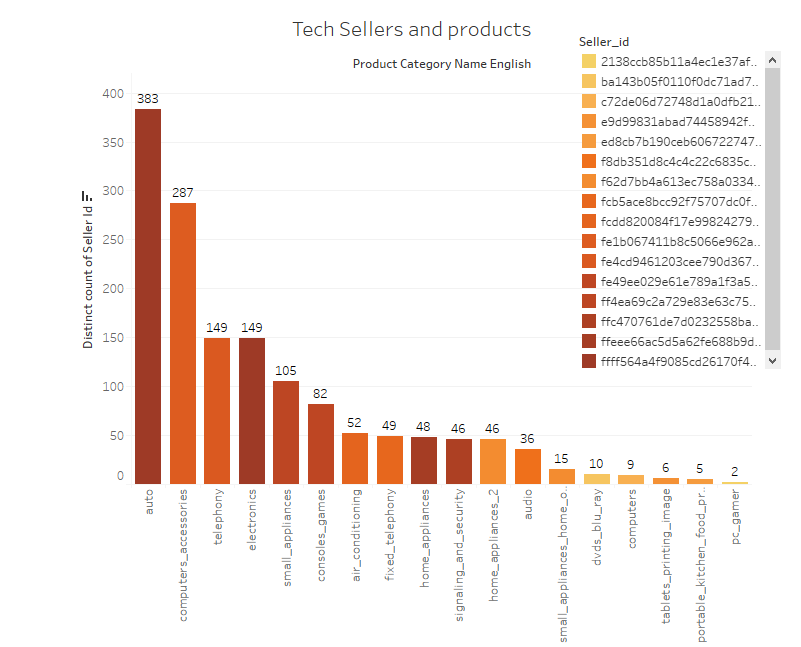 Tech Sellers and products
Product Category Name English
Seller_id
2138ccb85b11a4ec1e37af..
ba143b05f0110f0dc71ad7..
c72de06d72748d1a0dfb21..
e9d99831abad74458942f..
ed8cb7b190ceb606722747..
f8db351d8c4c4c22c6835c..
f62d7bb4a613ec758a0334..
fcb5ace8bcc92f75707dc0f..
fcdd820084f17e99824279..
fe1b067411b8c5066e962a..
fe4cd9461203cee790d367..
fe49ee029e61e789a1f3a5..
ff4ea69c2a729e83e63c75..
ffc470761de7d0232558ba..
ffeee66ac5d5a62fe688b9d..
ffff564a4f9085cd26170f4..
Distinct count of Seller Id
400
350
300
250
200
150
100
50
0
383
287
149
149
105
82
52
49
48
46
46
36
15
10
9
6
5
2
auto
computers_accessories
telephony
electronics
small_appliances
consoles_games
air_conditioning
fixed_telephony
home_appliances
signaling_and_security
home_appliances_2
audio
small_appliances_home_o..
dvds_blu_ray
computers
tablets_printing_image
portable_kitchen_food_pr..
pc_gamer